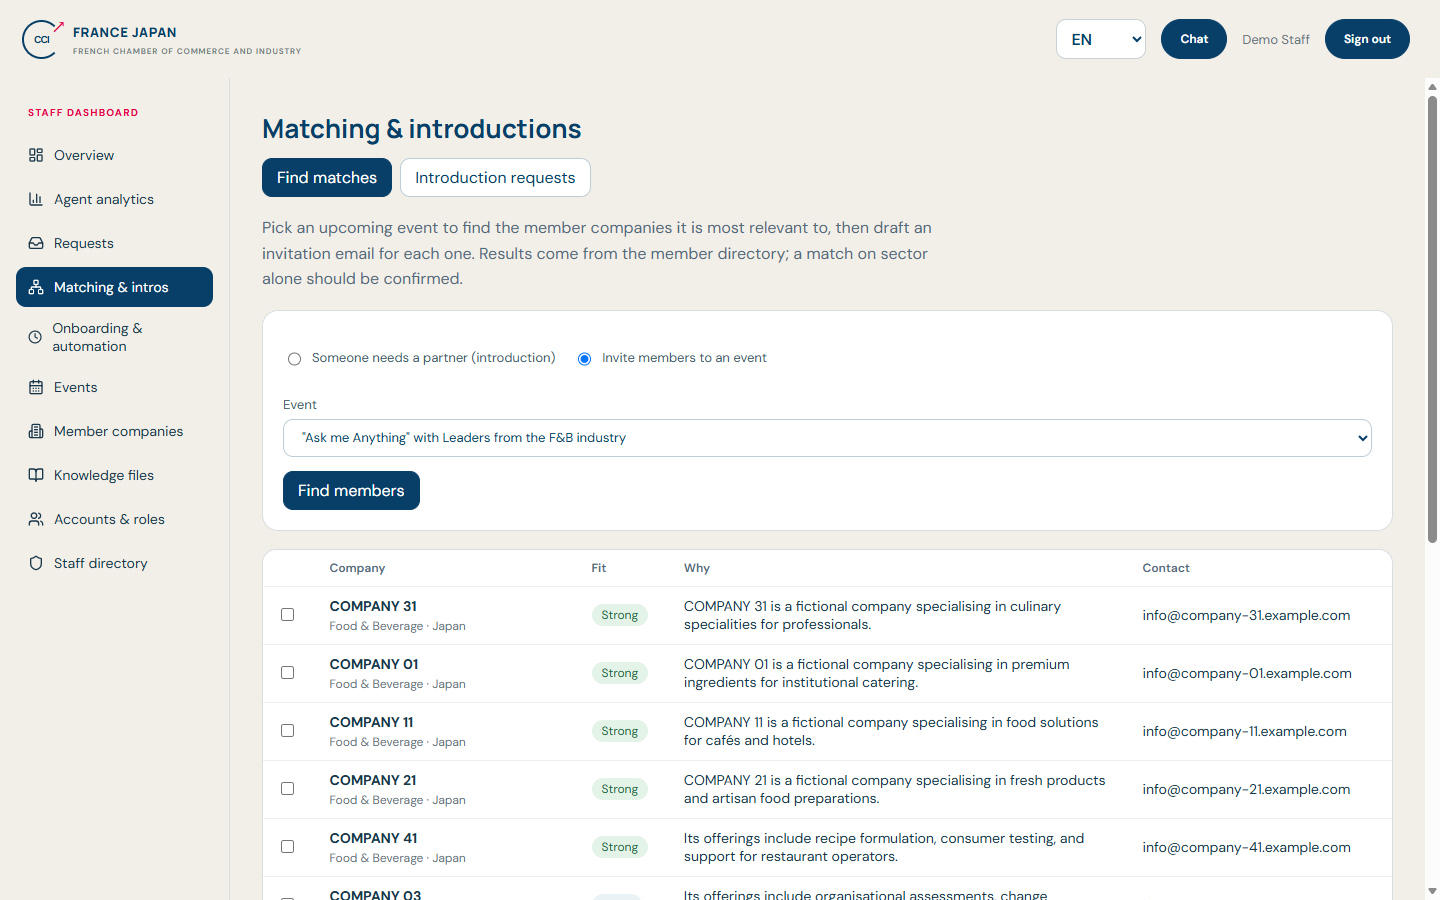 CCI
FRANCE JAPAN
FRENCH CHAMBER OF COMMERCE AND INDUSTRY
EN
Chat
Demo Staff
Sign out
STAFF DASHBOARD
Overview
Agent analytics
Requests
Matching & intros
Onboarding &
automation
Events
Member companies
Knowledge files
Accounts & roles
Staff directory
Matching & introductions
Find matches
Introduction requests
Pick an upcoming event to find the member companies it is most relevant to, then draft an
invitation email for each one. Results come from the member directory; a match on sector
alone should be confirmed.
Someone needs a partner (introduction)
Invite members to an event
Event
"Ask me Anything" with Leaders from the F&B industry
Find members
Company Fit Why Contact
COMPANY 31
Food & Beverage · Japan
Strong
COMPANY 31 is a fictional company specialising in culinary
specialities for professionals.
info@company-31.example.com
COMPANY 01
Food & Beverage · Japan
Strong
COMPANY 01 is a fictional company specialising in premium
ingredients for institutional catering.
info@company-01.example.com
COMPANY 11
Food & Beverage · Japan
Strong
COMPANY 11 is a fictional company specialising in food solutions
for cafés and hotels.
info@company-11.example.com
COMPANY 21
Food & Beverage · Japan
Strong
COMPANY 21 is a fictional company specialising in fresh products
and artisan food preparations.
info@company-21.example.com
COMPANY 41
Food & Beverage · Japan
Strong
Its offerings include recipe formulation, consumer testing, and
support for restaurant operators.
info@company-41.example.com
COMPANY 03
Its offerings include organisational assessments, change